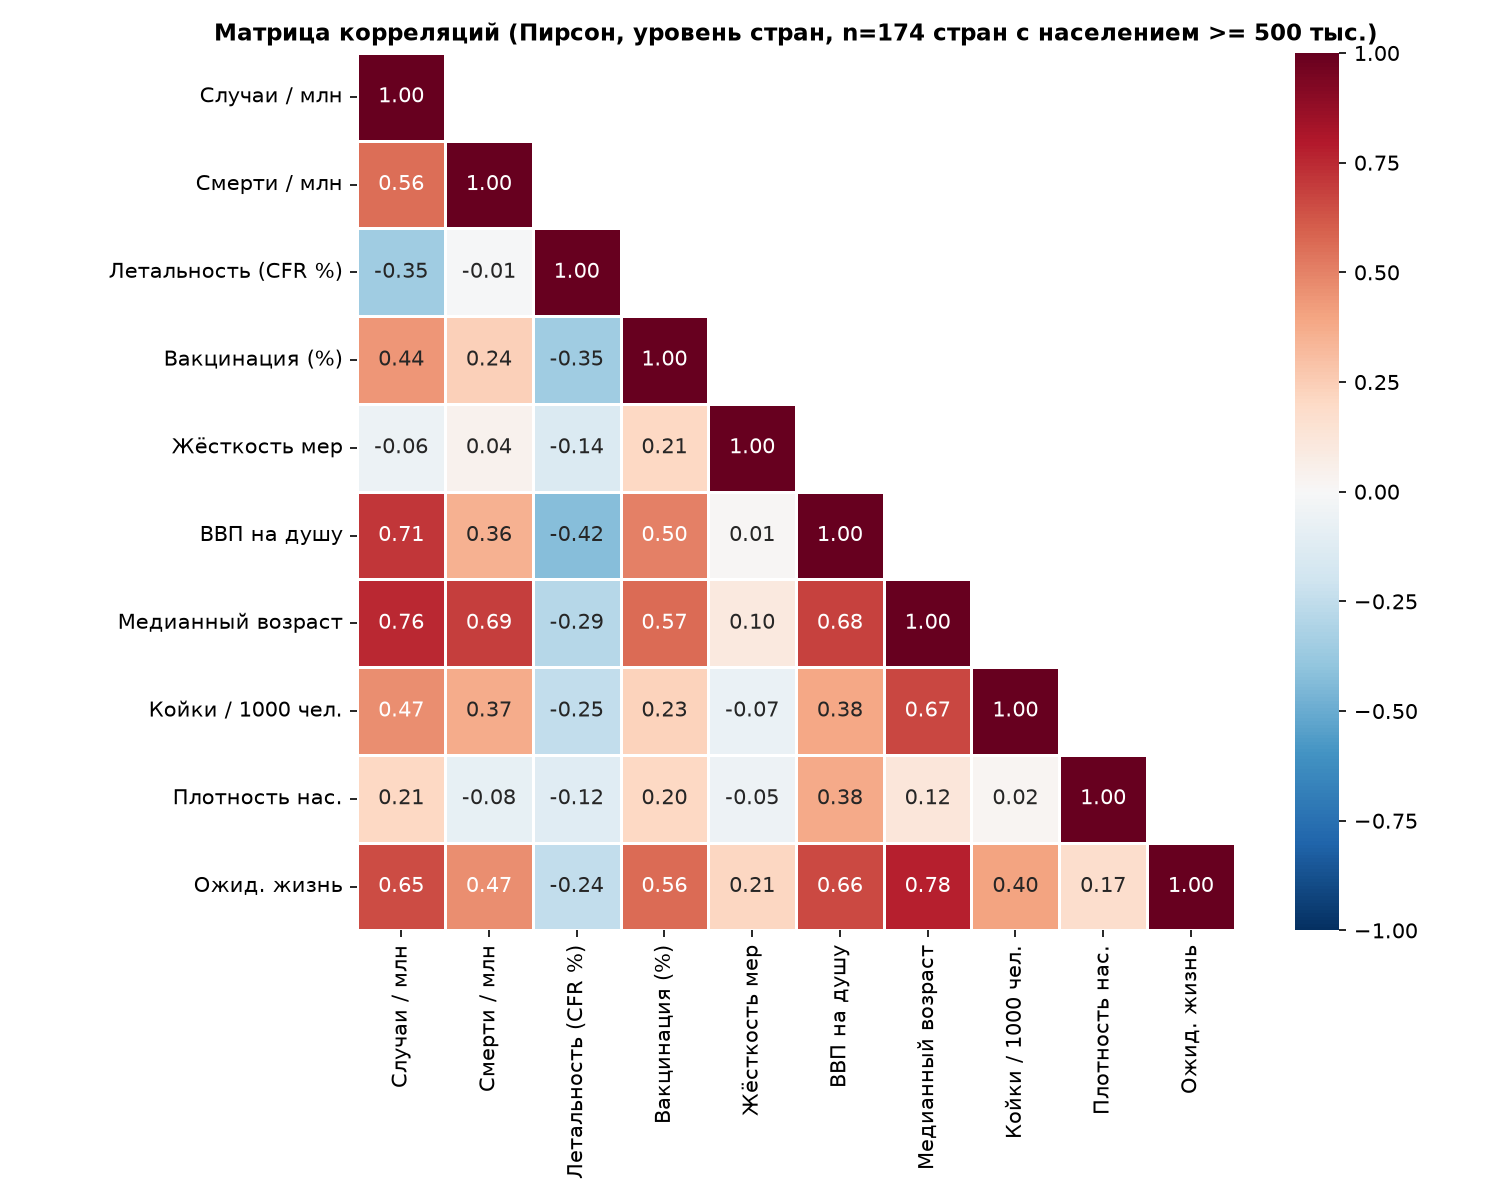 Матрица корреляций (Пирсон, уровень стран, n=174 стран с населением >= 500 тыс.)
Случаи / млн 1.00
Смерти / млн 0.56 1.00
Летальность (CFR %) -0.35 -0.01 1.00
Вакцинация (%) 0.44 0.24 -0.35 1.00
Жёсткость мер -0.06 0.04 -0.14 0.21 1.00
ВВП на душу 0.71 0.36 -0.42 0.50 0.01 1.00
Медианный возраст 0.76 0.69 -0.29 0.57 0.10 0.68 1.00
Койки / 1000 чел. 0.47 0.37 -0.25 0.23 -0.07 0.38 0.67 1.00
Плотность нас. 0.21 -0.08 -0.12 0.20 -0.05 0.38 0.12 0.02 1.00
Ожид. жизнь 0.65 0.47 -0.24 0.56 0.21 0.66 0.78 0.40 0.17 1.00
Случаи / млн
Смерти / млн
Летальность (CFR %)
Вакцинация (%)
Жёсткость мер
ВВП на душу
Медианный возраст
Койки / 1000 чел.
Плотность нас.
Ожид. жизнь
1.00
0.75
0.50
0.25
0.00
−0.25
−0.50
−0.75
−1.00